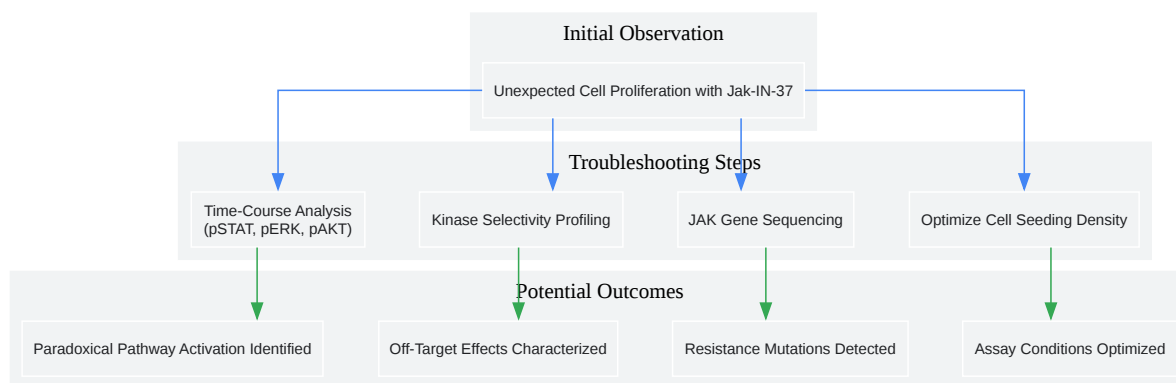 Initial Observation
Unexpected Cell Proliferation with Jak-IN-37
Troubleshooting Steps
Time-Course Analysis
(pSTAT, pERK, pAKT)
Kinase Selectivity Profiling
JAK Gene Sequencing
Optimize Cell Seeding Density
Potential Outcomes
Paradoxical Pathway Activation Identified
Off-Target Effects Characterized
Resistance Mutations Detected
Assay Conditions Optimized